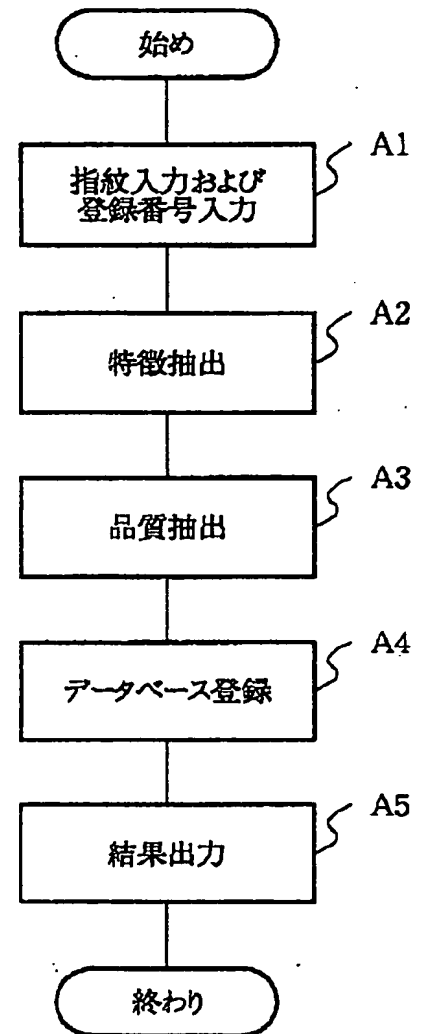 始め
A1
指紋入力および
登録番号入力
A2
特徴抽出
A3
品質抽出
A4
データベース登録
A5
結果出力
終わり